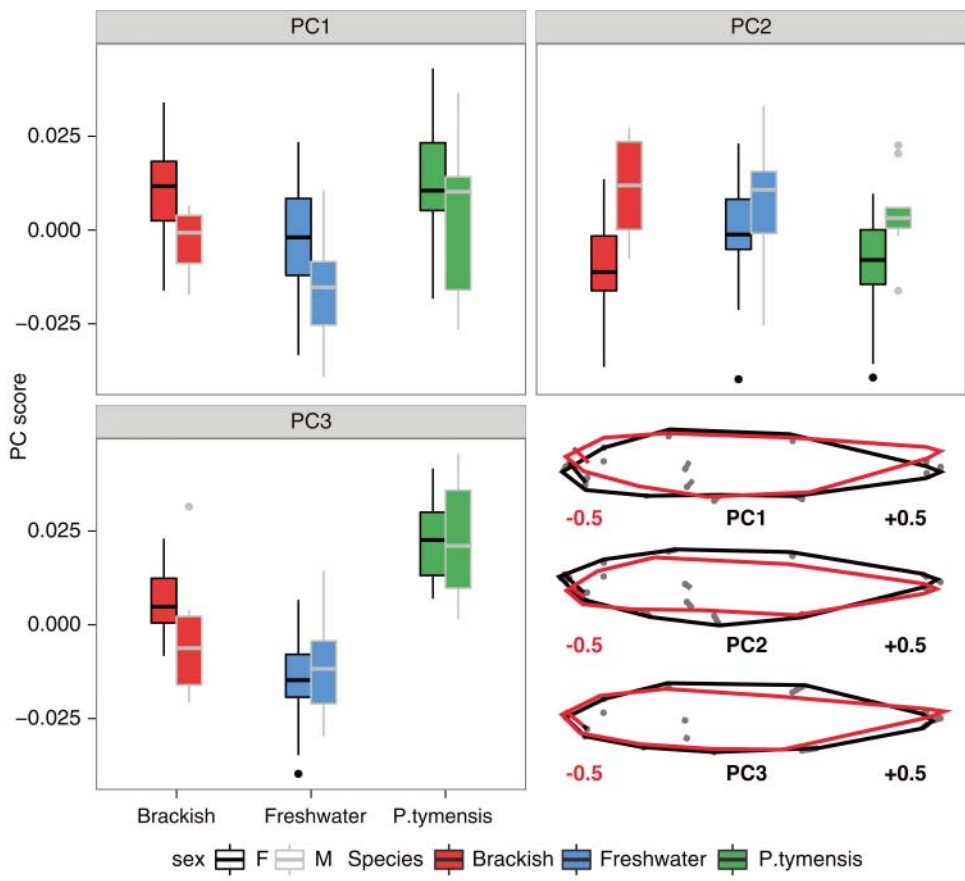 PC1
PC2
0.025
0.000
−0.025
PC score
PC3
0.025
0.000
−0.025
-0.5 PC1 +0.5
-0.5 PC2 +0.5
-0.5 PC3 +0.5
Brackish Freshwater P.tymensis
sex F M Species Brackish Freshwater P.tymensis